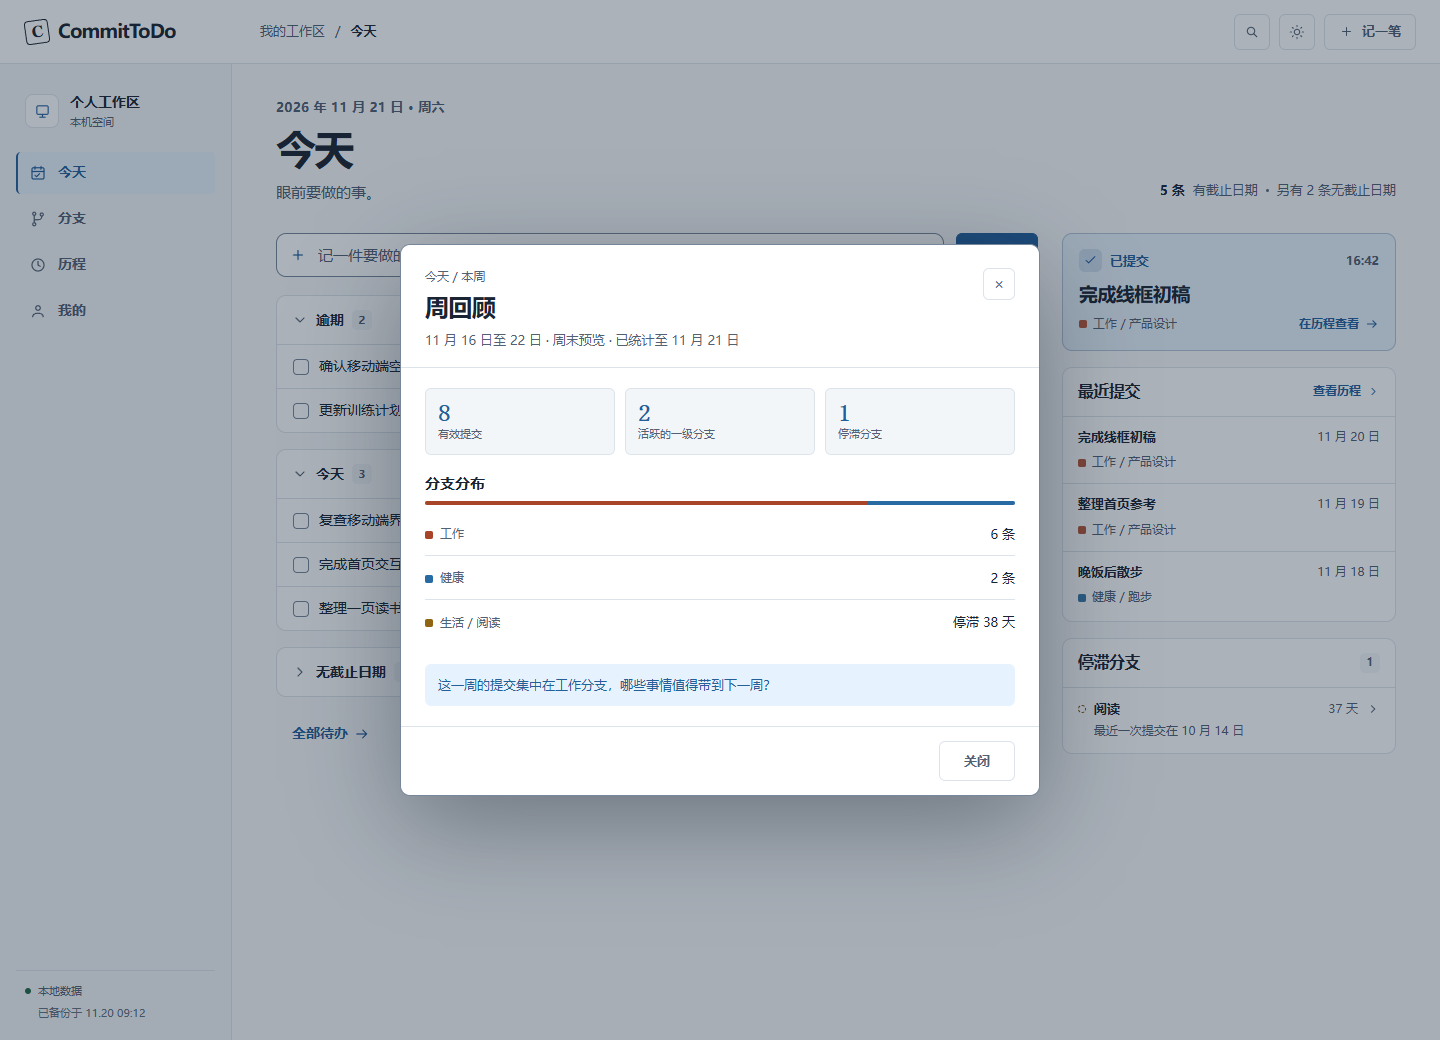 C CommitToDo
我的工作区 / 今天
记一笔
个人工作区
本机空间
今天
分支
历程
我的
本地数据
已备份于 11.20 09:12
2026 年 11 月 21 日 • 周六
今天
眼前要做的事。
5 条 有截止日期 • 另有 2 条无截止日期
记一件要做的
逾期 2
确认移动端空
更新训练计划
今天 3
复查移动端界
完成首页交互
整理一页读书
无截止日期
全部待办
今天 / 本周
周回顾
11 月 16 日至 22 日 · 周末预览 · 已统计至 11 月 21 日
8
有效提交
2
活跃的一级分支
1
停滞分支
分支分布
工作 6 条
健康 2 条
生活 / 阅读 停滞 38 天
这一周的提交集中在工作分支，哪些事情值得带到下一周？
关闭
已提交 16:42
完成线框初稿
工作 / 产品设计 在历程查看
最近提交 查看历程
完成线框初稿 11 月 20 日
工作 / 产品设计
整理首页参考 11 月 19 日
工作 / 产品设计
晚饭后散步 11 月 18 日
健康 / 跑步
停滞分支 1
阅读 37 天
最近一次提交在 10 月 14 日